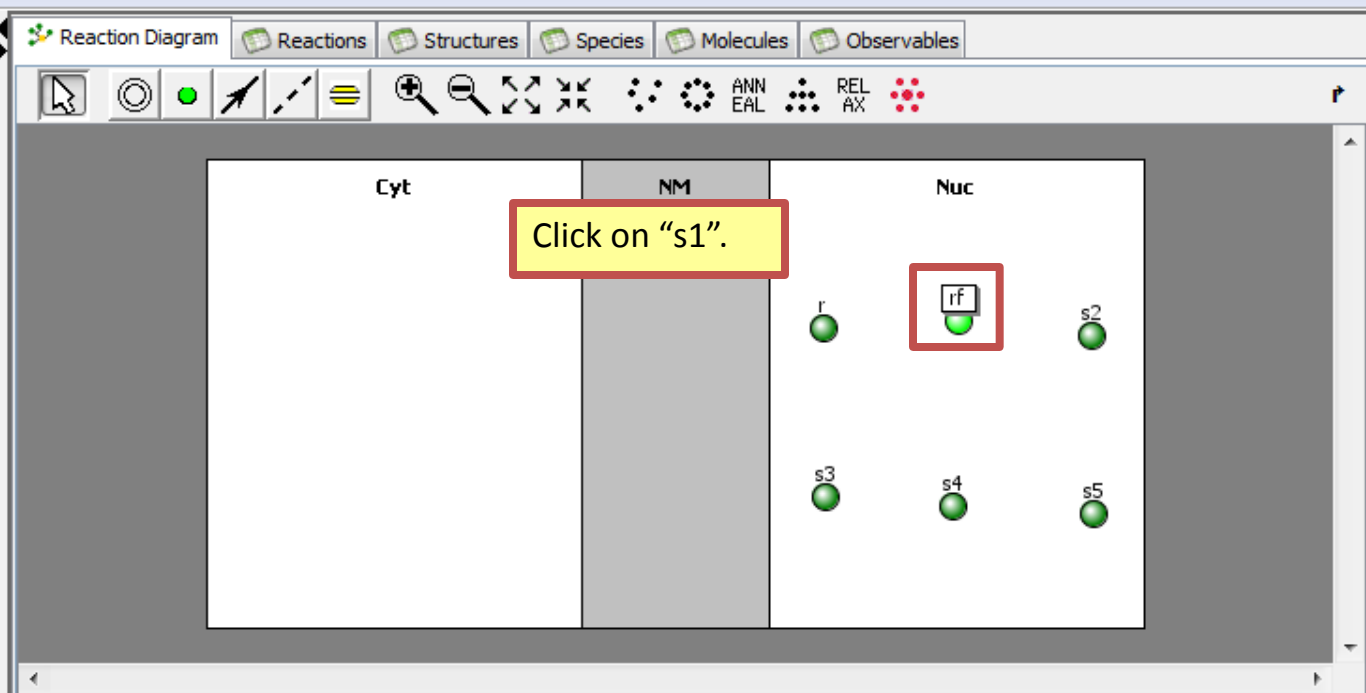 Reaction Diagram Reactions Structures Species Molecules Observables
ANN EAL REL AX
Cyt NM Nuc
Click on “s1”.
r rf s2
s3 s4 s5